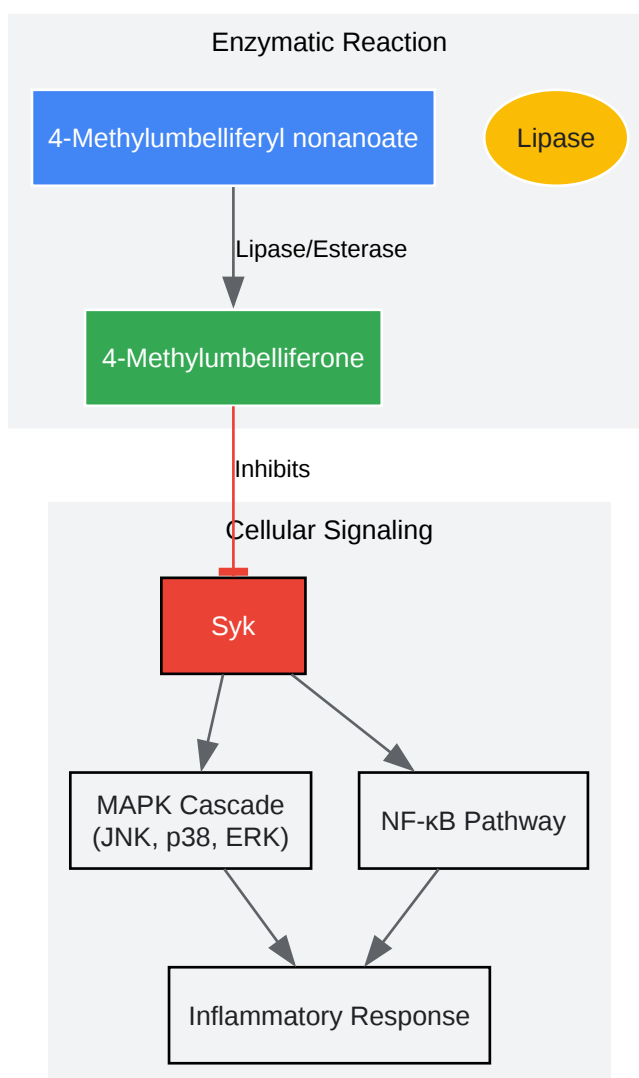 Enzymatic Reaction
4-Methylumbelliferyl nonanoate
Lipase
Lipase/Esterase
4-Methylumbelliferone
Inhibits
Cellular Signaling
Syk
MAPK Cascade
(JNK, p38, ERK)
NF-κB Pathway
Inflammatory Response